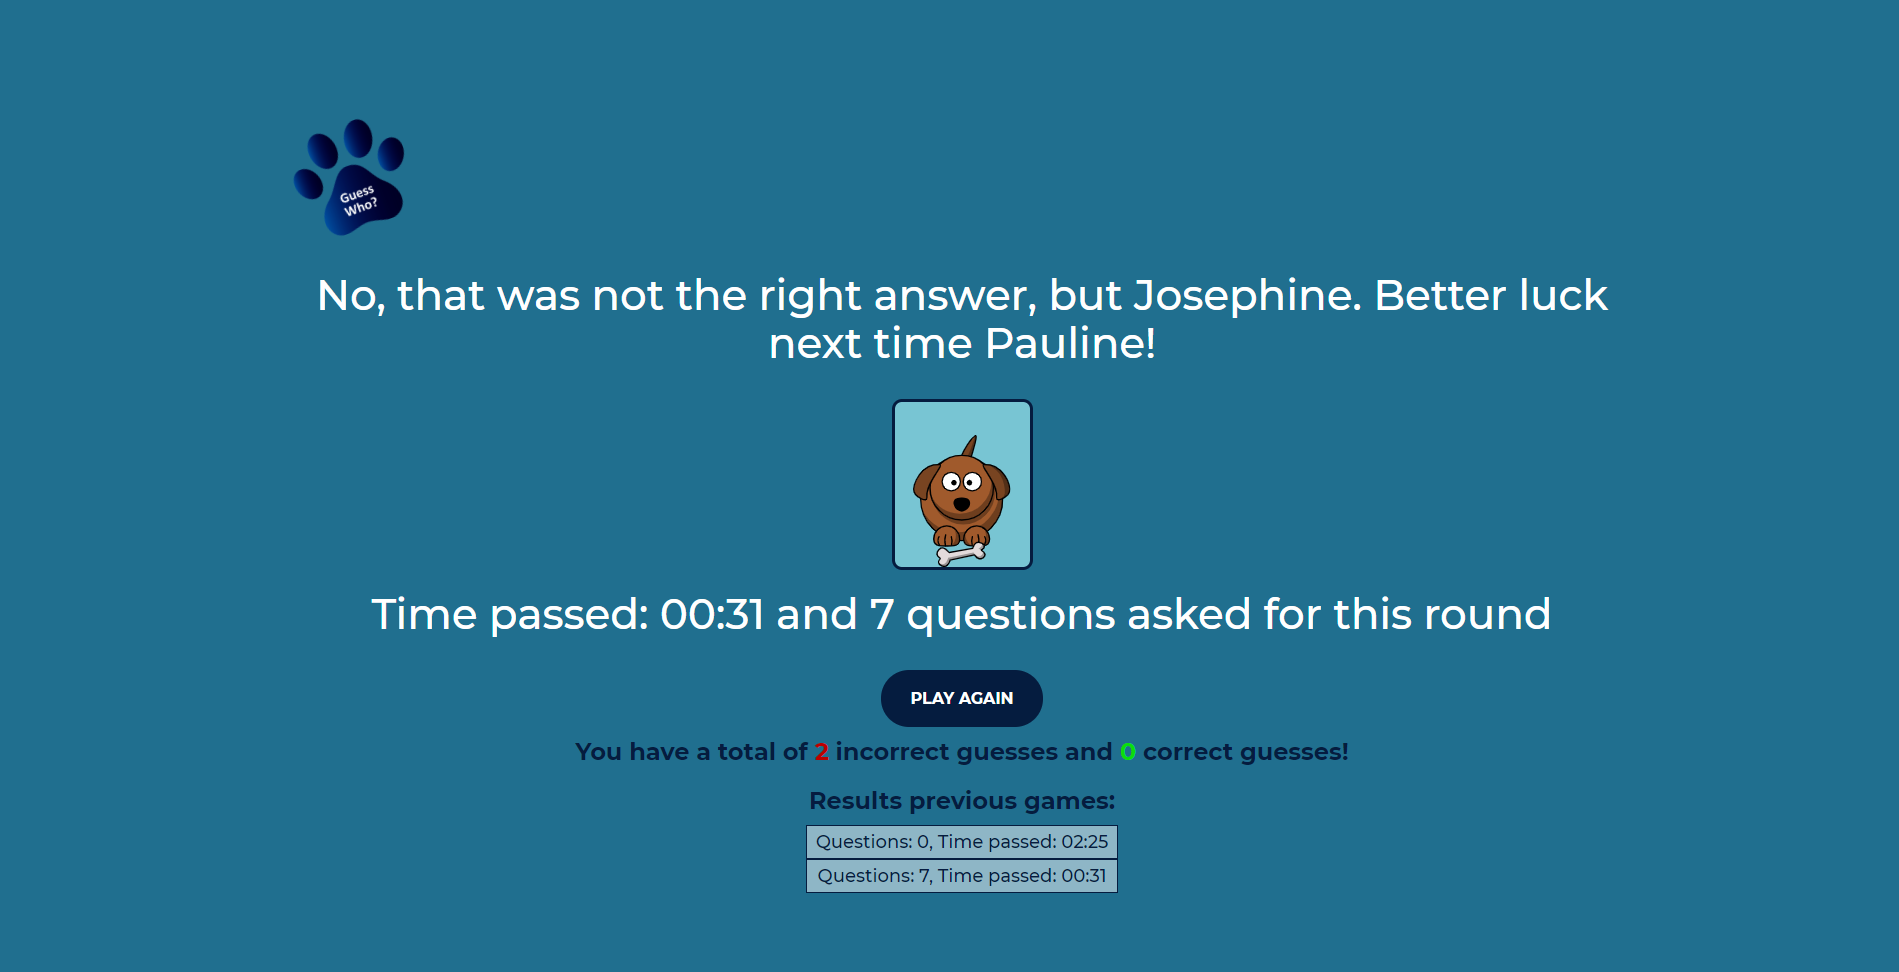 Guess
Who?
No, that was not the right answer, but Josephine. Better luck
next time Pauline!
Time passed: 00:31 and 7 questions asked for this round
PLAY AGAIN
You have a total of 2 incorrect guesses and 0 correct guesses!
Results previous games:
Questions: 0, Time passed: 02:25
Questions: 7, Time passed: 00:31